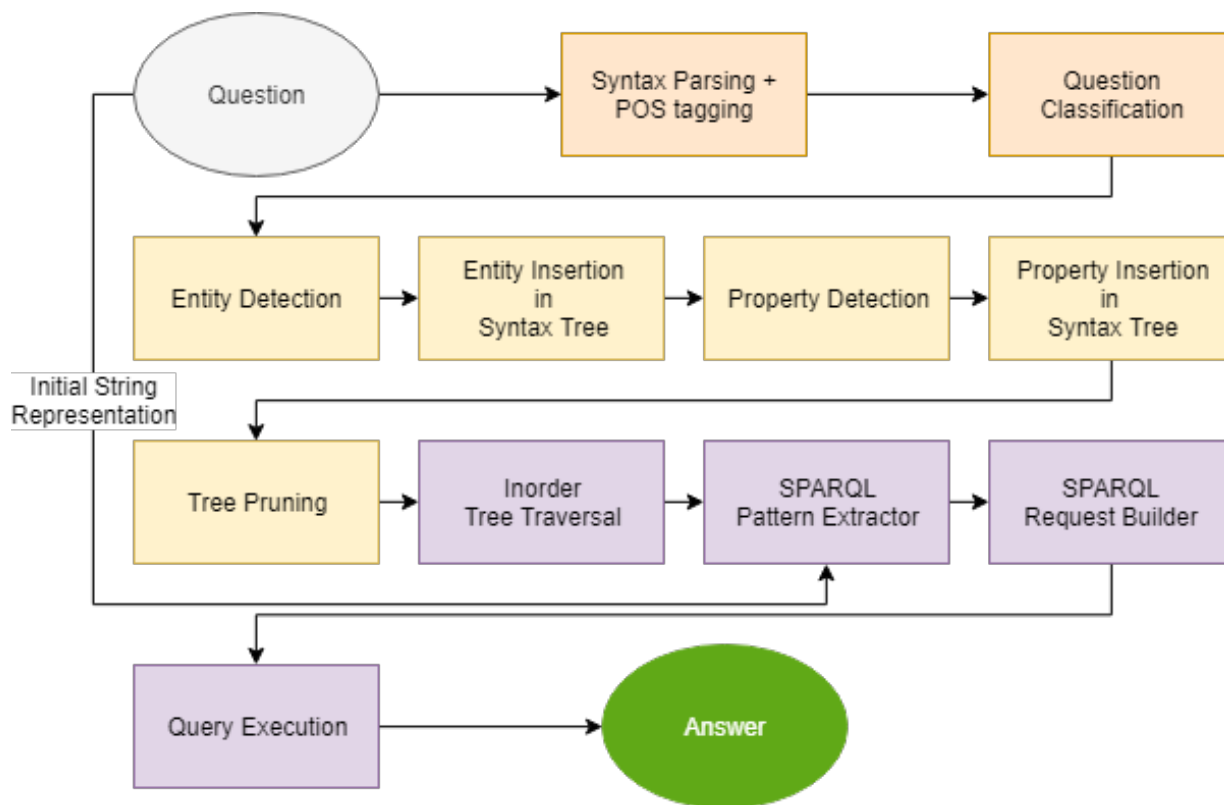 Question
Syntax Parsing +
POS tagging
Question
Classification
Entity Detection
Entity Insertion
in
Syntax Tree
Property Detection
Property Insertion
in
Syntax Tree
Initial String
Representation
Tree Pruning
Inorder
Tree Traversal
SPARQL
Pattern Extractor
SPARQL
Request Builder
Query Execution
Answer